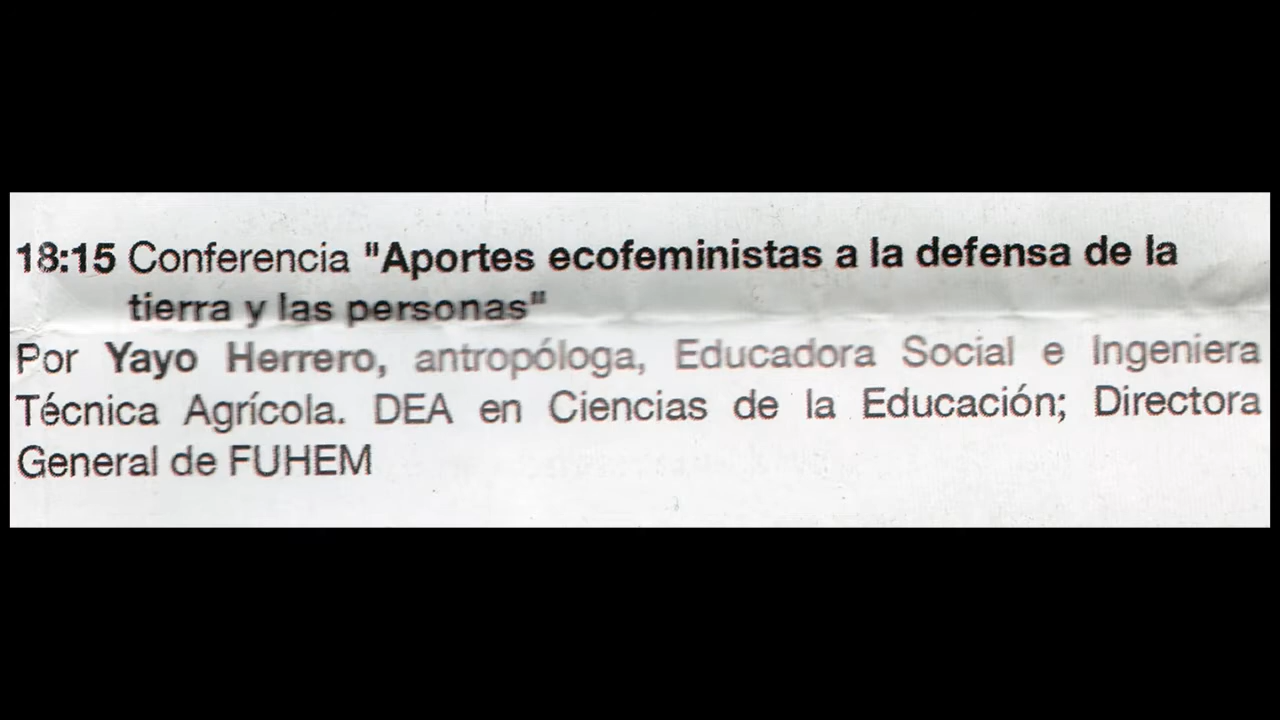 18:15 Conferencia "Aportes ecofeministas a la defensa de la
tierra y las personas"
Por Yayo Herrero, antropóloga, Educadora Social e Ingeniera
Técnica Agrícola. DEA en Ciencias de la Educación; Directora
General de FUHEM